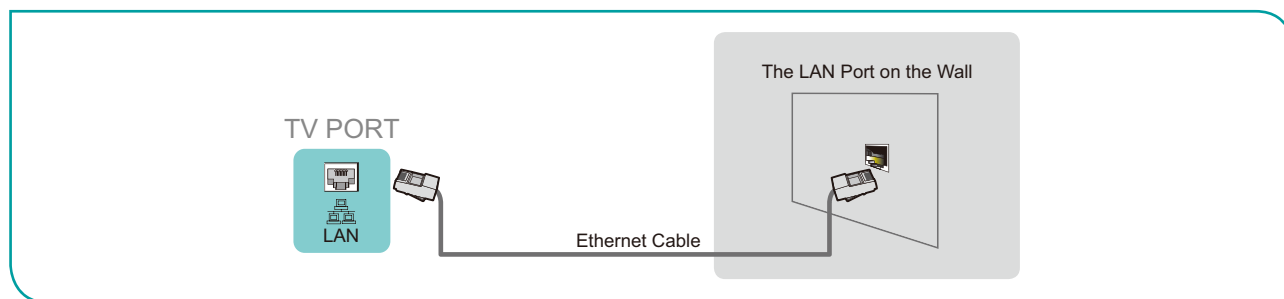 The LAN Port on the Wall
TV PORT
LAN
Ethernet Cable